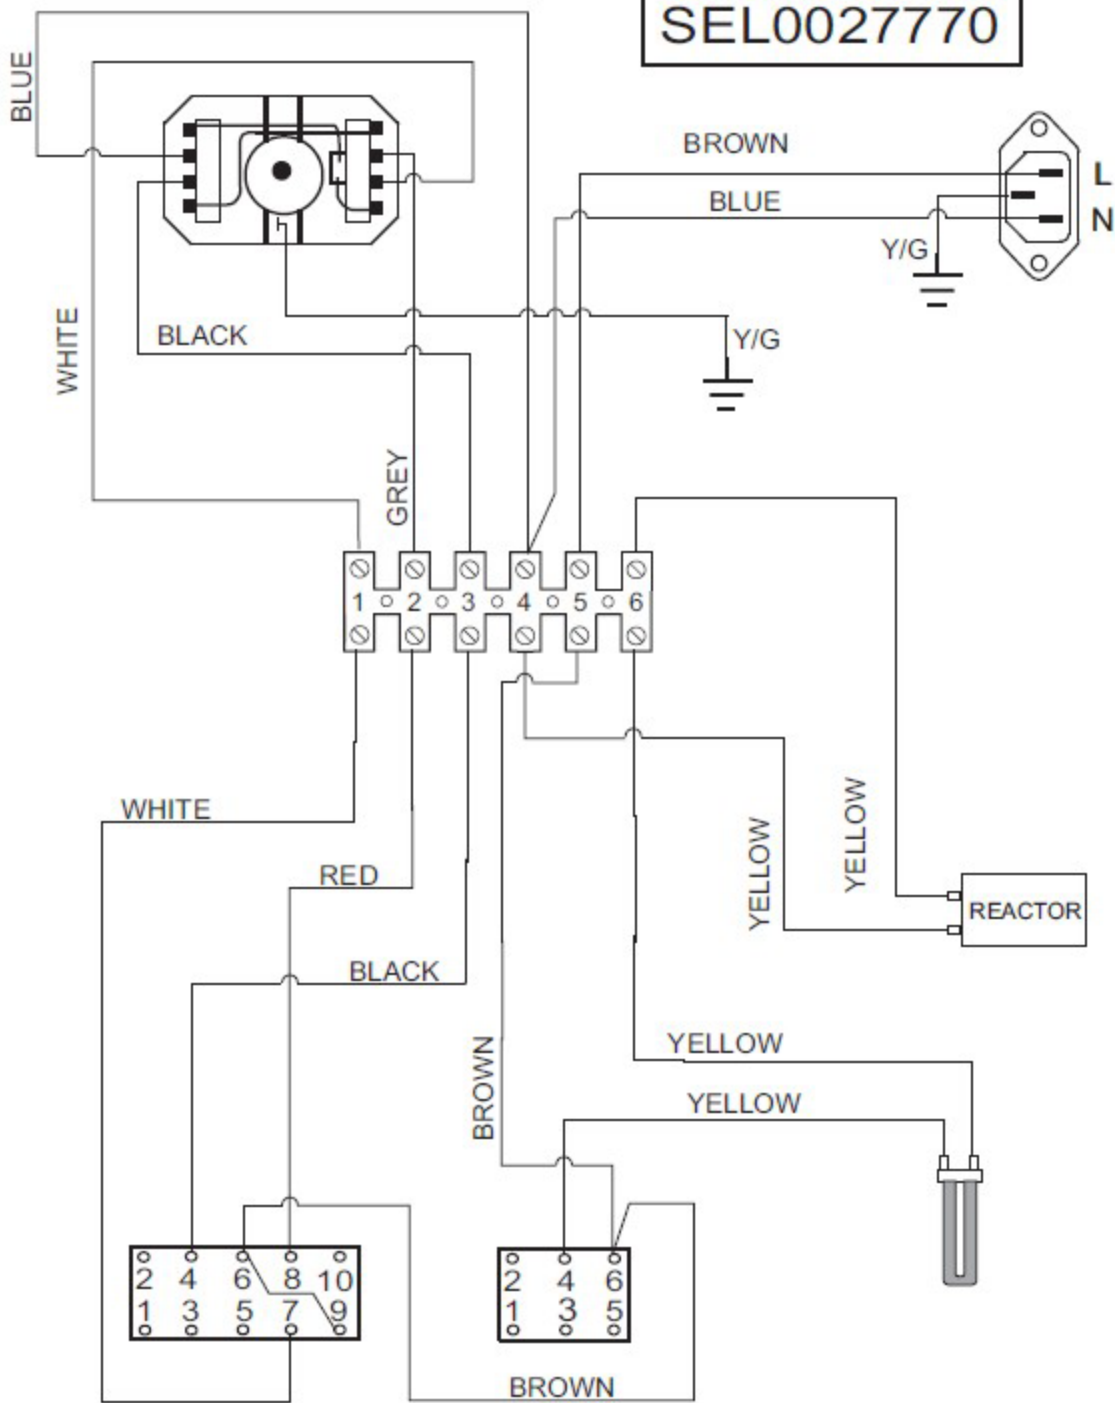 SEL0027770
BLUE
BROWN
L
BLUE
N
Y/G
WHITE
BLACK
Y/G
GREY
1 2 3 4 5 6
WHITE
YELLOW
YELLOW
RED
REACTOR
BLACK
BROWN
YELLOW
YELLOW
2 4 6 8 10
1 3 5 7 9
2 4 6
1 3 5
BROWN